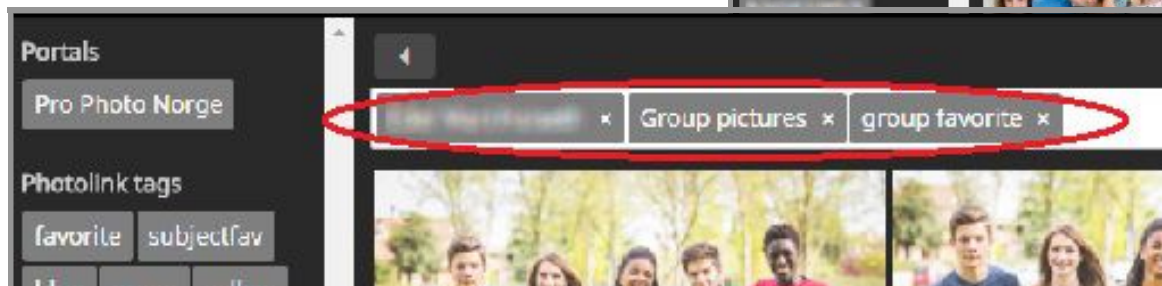 Portals
Pro Photo Norge
× Group pictures × group favorite ×
Photolink tags
favorite subjectfav